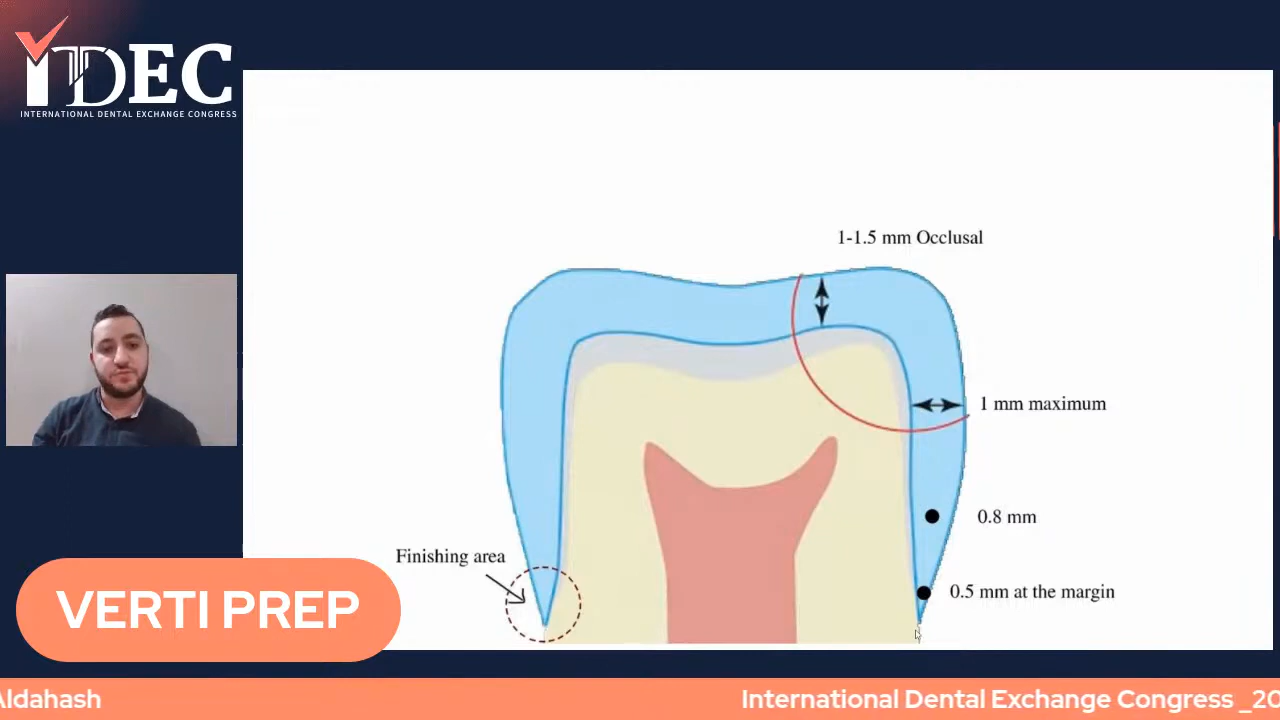 iDEC
INTERNATIONAL DENTAL EXCHANGE CONGRESS
1-1.5 mm Occlusal
1 mm maximum
0.8 mm
Finishing area
0.5 mm at the margin
VERTI PREP
Aldahash
International Dental Exchange Congress _20